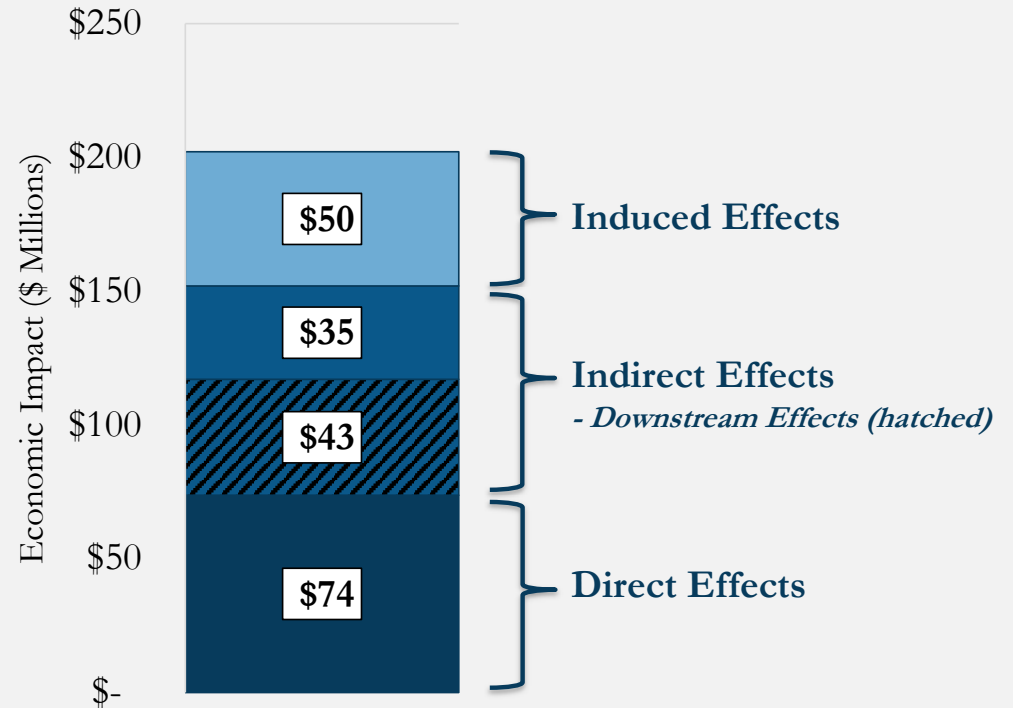 $250
$200
$150
$100
$50
$-
Economic Impact ($ Millions)
$50
$35
$43
$74
Induced Effects
Indirect Effects
- Downstream Effects (hatched)
Direct Effects